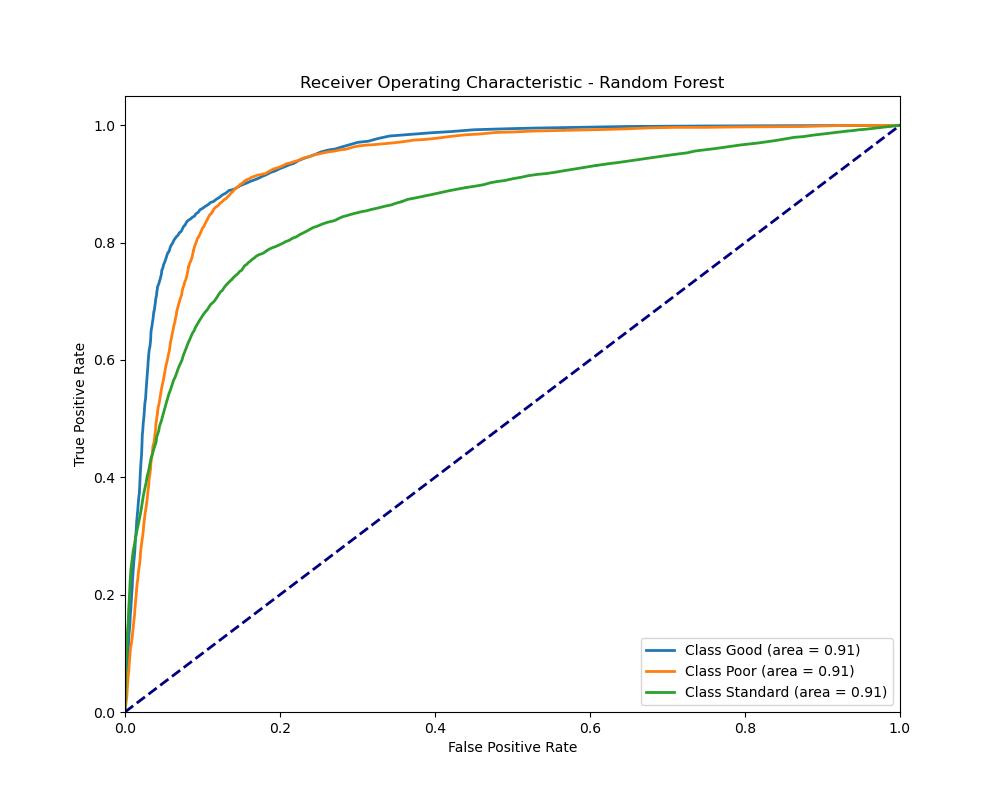 Receiver Operating Characteristic - Random Forest
1.0
0.8
0.6
0.4
0.2
0.0
True Positive Rate
Class Good (area = 0.91)
Class Poor (area = 0.91)
Class Standard (area = 0.91)
0.0 0.2 0.4 0.6 0.8 1.0
False Positive Rate